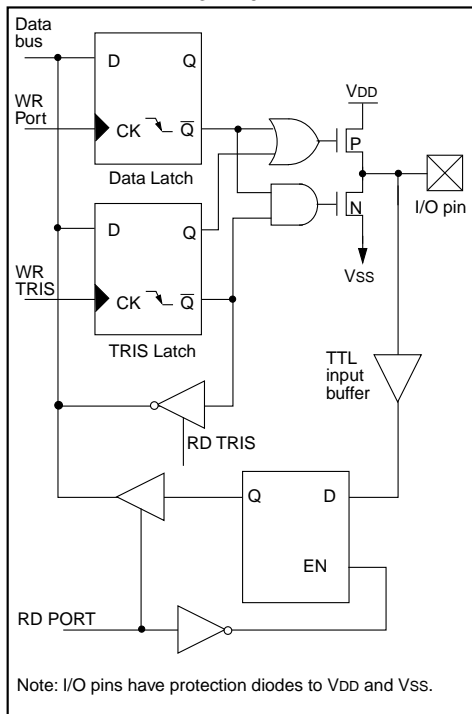 Data
bus
D Q
WR
Port
CK Q
Data Latch
VDD
P
N
I/O pin
VSS
D Q
WR
TRIS
CK Q
TRIS Latch
TTL
input
buffer
RD TRIS
Q D
EN
RD PORT
Note: I/O pins have protection diodes to VDD and VSS.